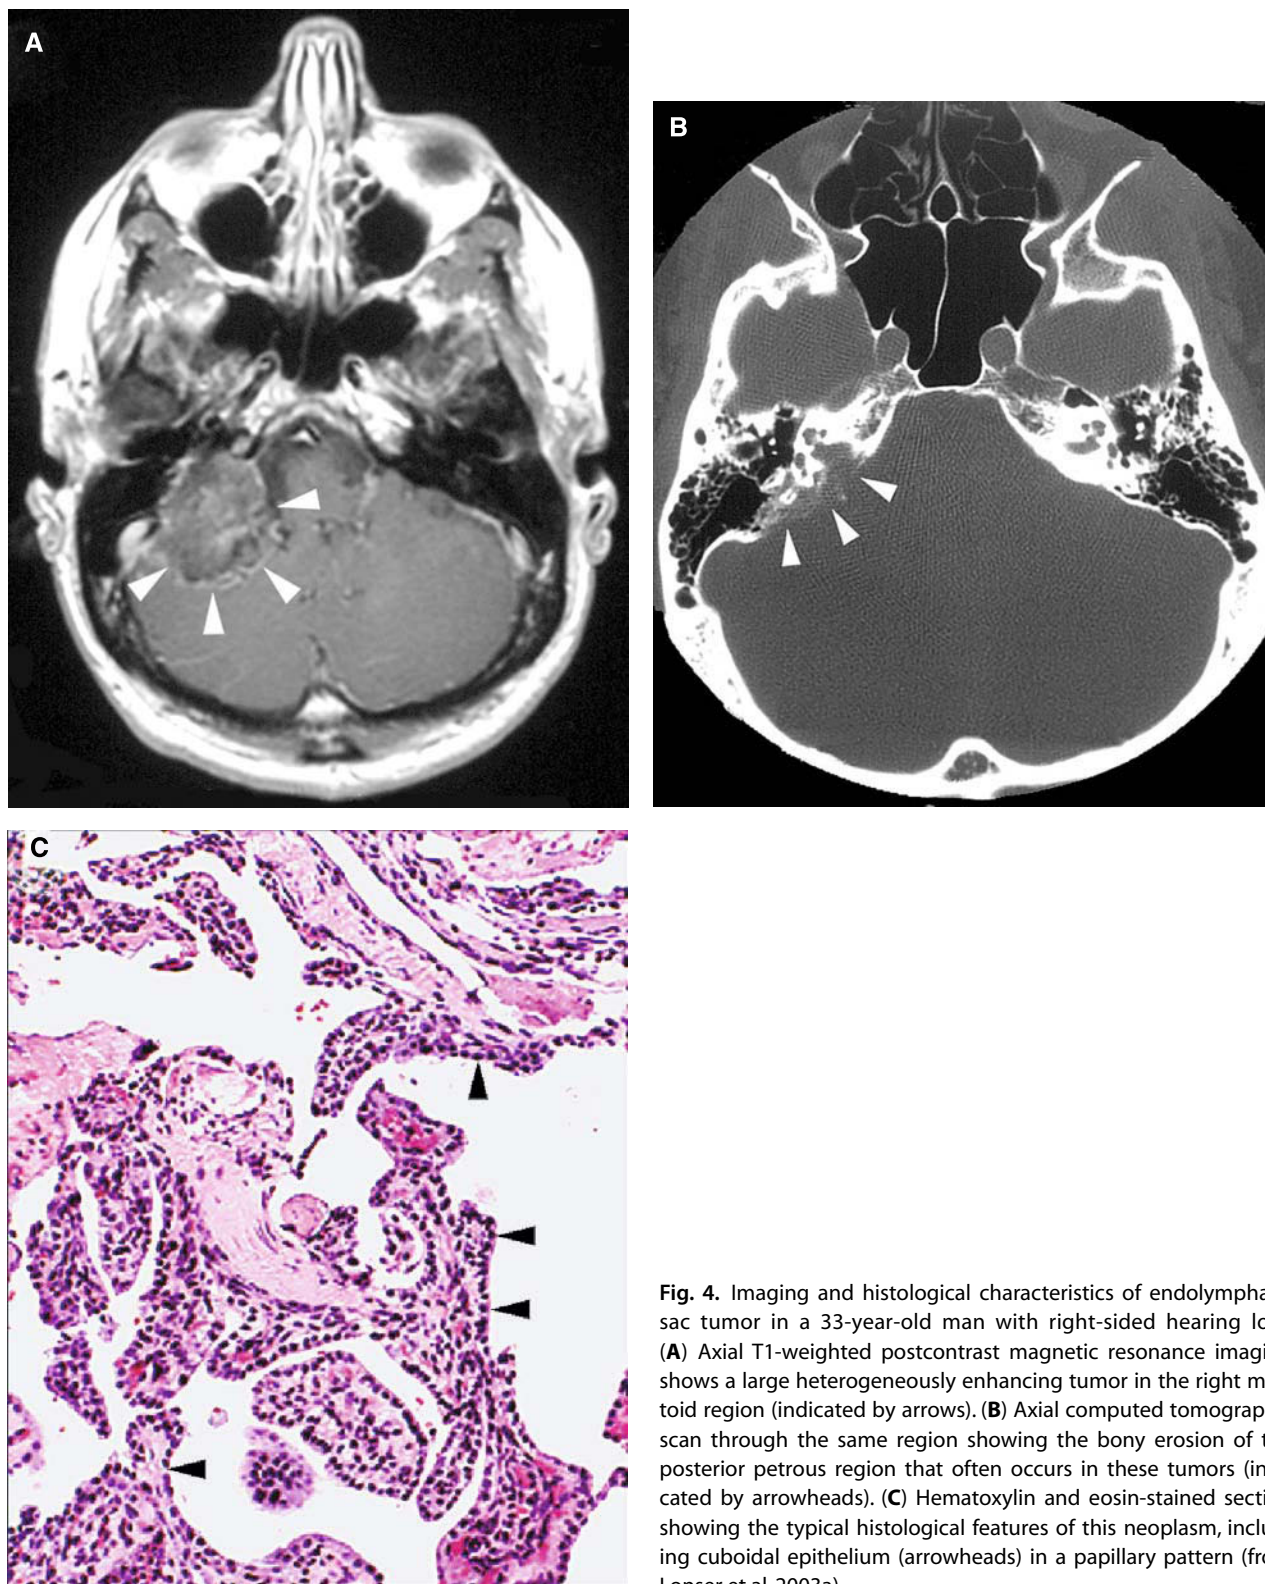 A
B
C
Fig. 4. Imaging and histological characteristics of endolympha
sac tumor in a 33-year-old man with right-sided hearing lo
(A) Axial T1-weighted postcontrast magnetic resonance imagi
shows a large heterogeneously enhancing tumor in the right m
toid region (indicated by arrows). (B) Axial computed tomograp
scan through the same region showing the bony erosion of t
posterior petrous region that often occurs in these tumors (in
cated by arrowheads). (C) Hematoxylin and eosin-stained secti
showing the typical histological features of this neoplasm, inclu
ing cuboidal epithelium (arrowheads) in a papillary pattern (fro
Lonser et al. 2003a)